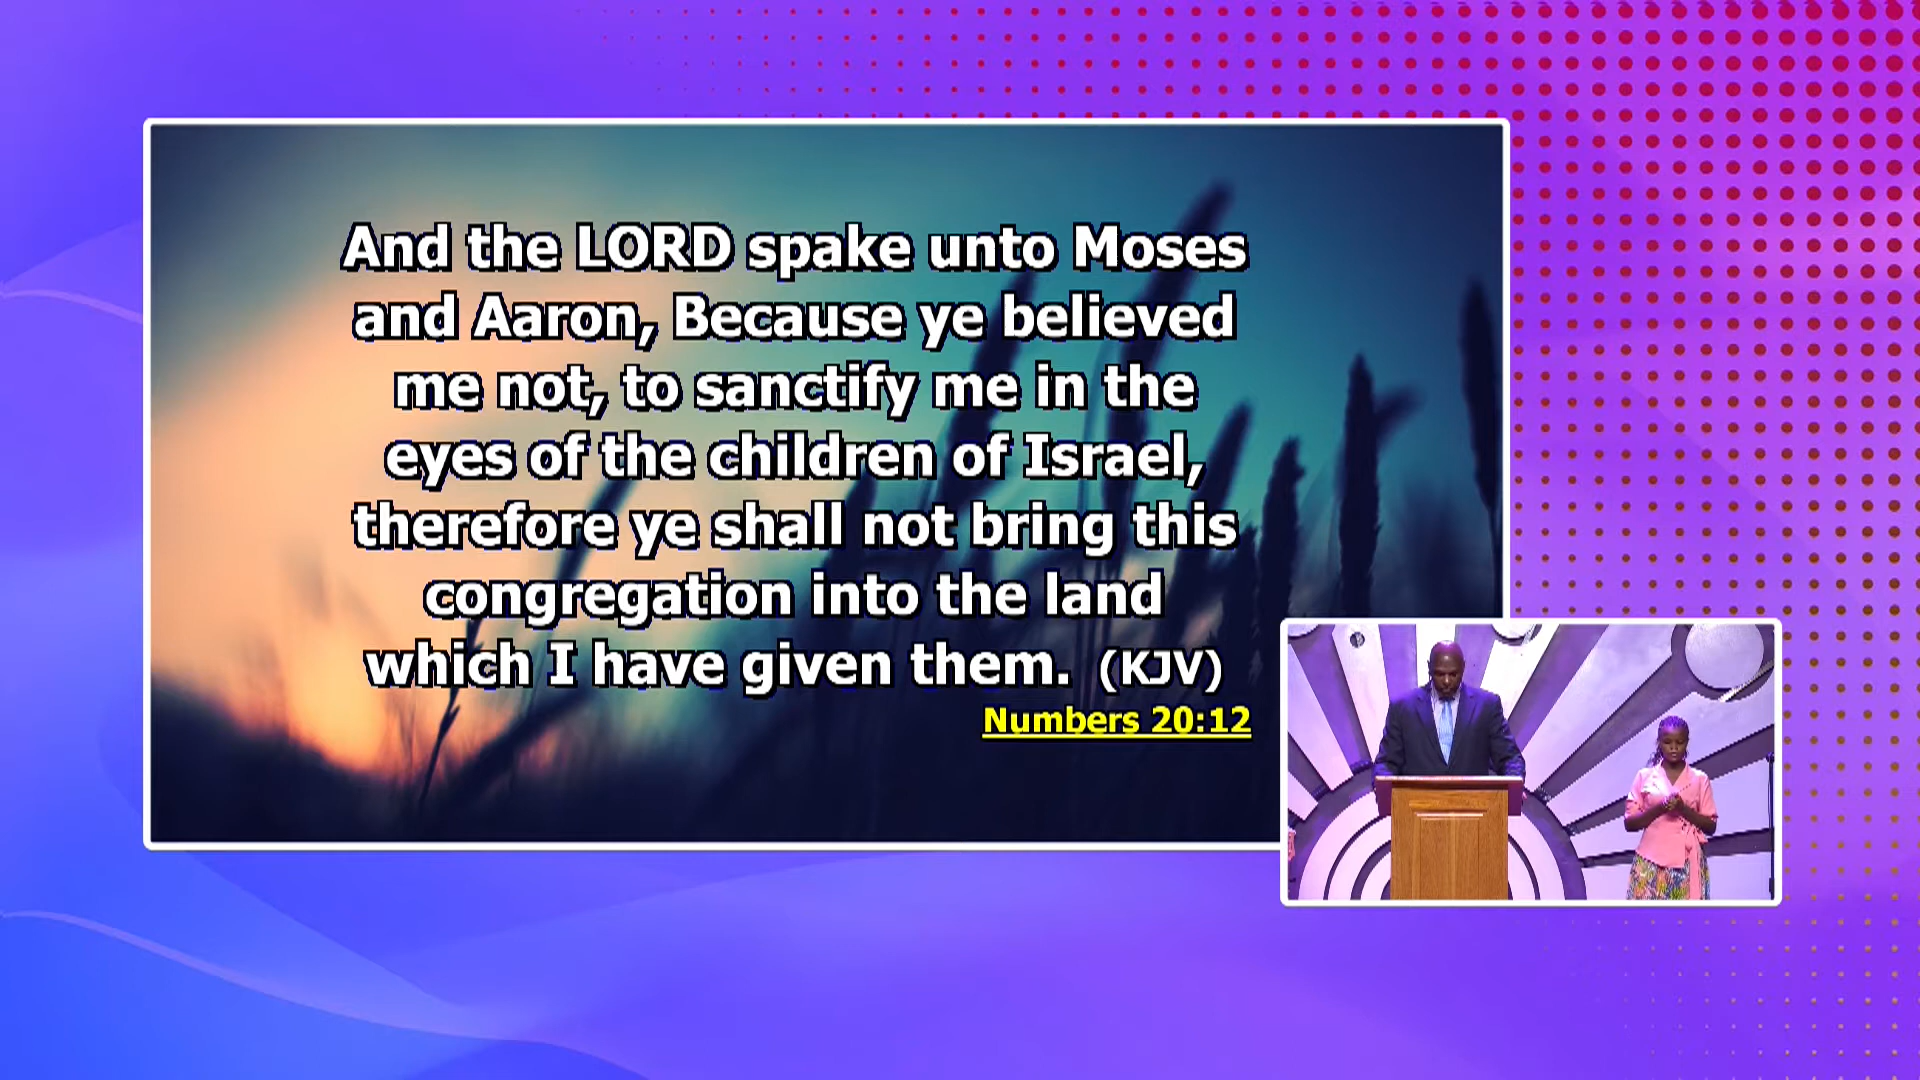 And the LORD spake unto Moses
and Aaron, Because ye believed
me not, to sanctify me in the
eyes of the children of Israel,
therefore ye shall not bring this
congregation into the land
which I have given them. (KJV)
Numbers 20:12